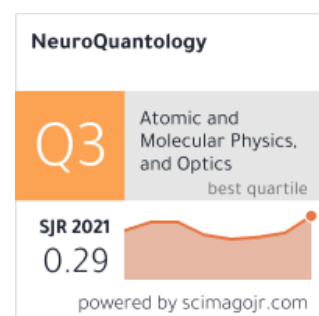 NeuroQuantology
Q3
Atomic and
Molecular Physics,
and Optics
best quartile
SJR 2021
0.29
powered by scimagojr.com